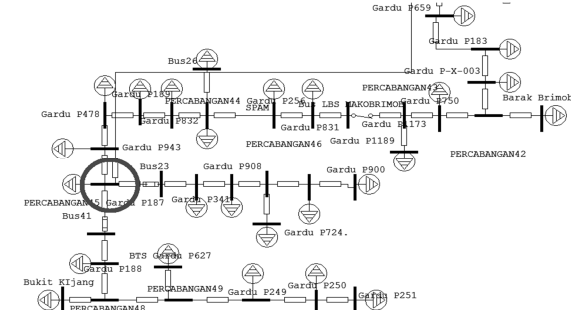 Gardu P659
Gardu P183
Bus26
Gardu P-X-003
Gardu P189
PERCABANGAN44
Gardu P256
PERCABANGAN43
Gardu P750
Barak Brimob
SPAM
Bus LBS MAKOBRIMOB
Gardu P478
Gardu P832
Gardu P831
Gardu P1173
PERCABANGAN46
Gardu P1189
PERCABANGAN42
Gardu P943
Bus23
Gardu P908
Gardu P900
PERCABANGAN45
Gardu P187
Gardu P341
Bus41
Gardu P724.
BTS Gardu P627
Gardu P188
Bukit KIjang
PERCABANGAN49
Gardu P249
Gardu P250
Gardu P251
PERCABANGAN48